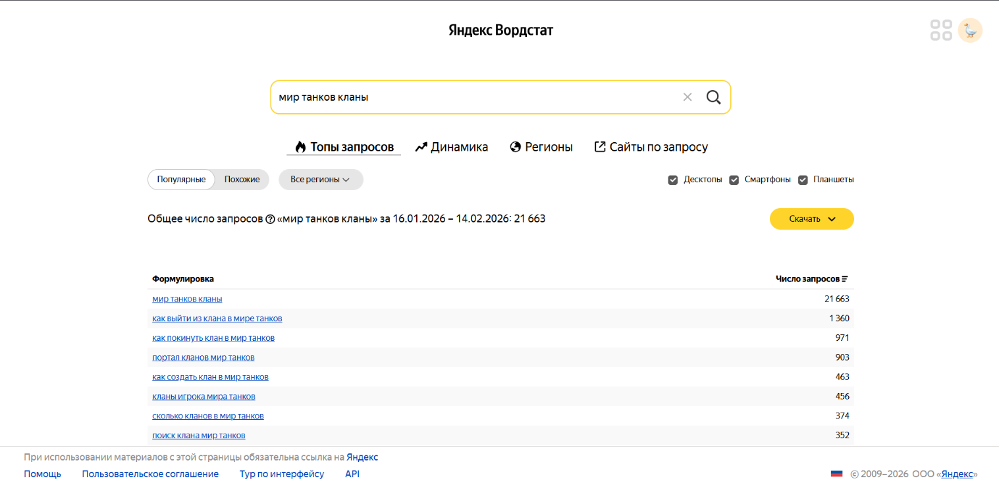 Яндекс Вордстат
мир танков кланы
Топы запросов Динамика Регионы Сайты по запросу
Популярные Похожие Все регионы Десктопы Смартфоны Планшеты
Общее число запросов ? «мир танков кланы» за 16.01.2026 – 14.02.2026: 21 663 Скачать
Формулировка Число запросов
мир танков кланы 21 663
как выйти из клана в мире танков 1 360
как покинуть клан в мир танков 971
портал кланов мир танков 903
как создать клан в мир танков 463
кланы игрока мира танков 456
сколько кланов в мир танков 374
поиск клана мир танков 352
При использовании материалов с этой страницы обязательна ссылка на Яндекс
Помощь Пользовательское соглашение Тур по интерфейсу API © 2009–2026 ООО «Яндекс»